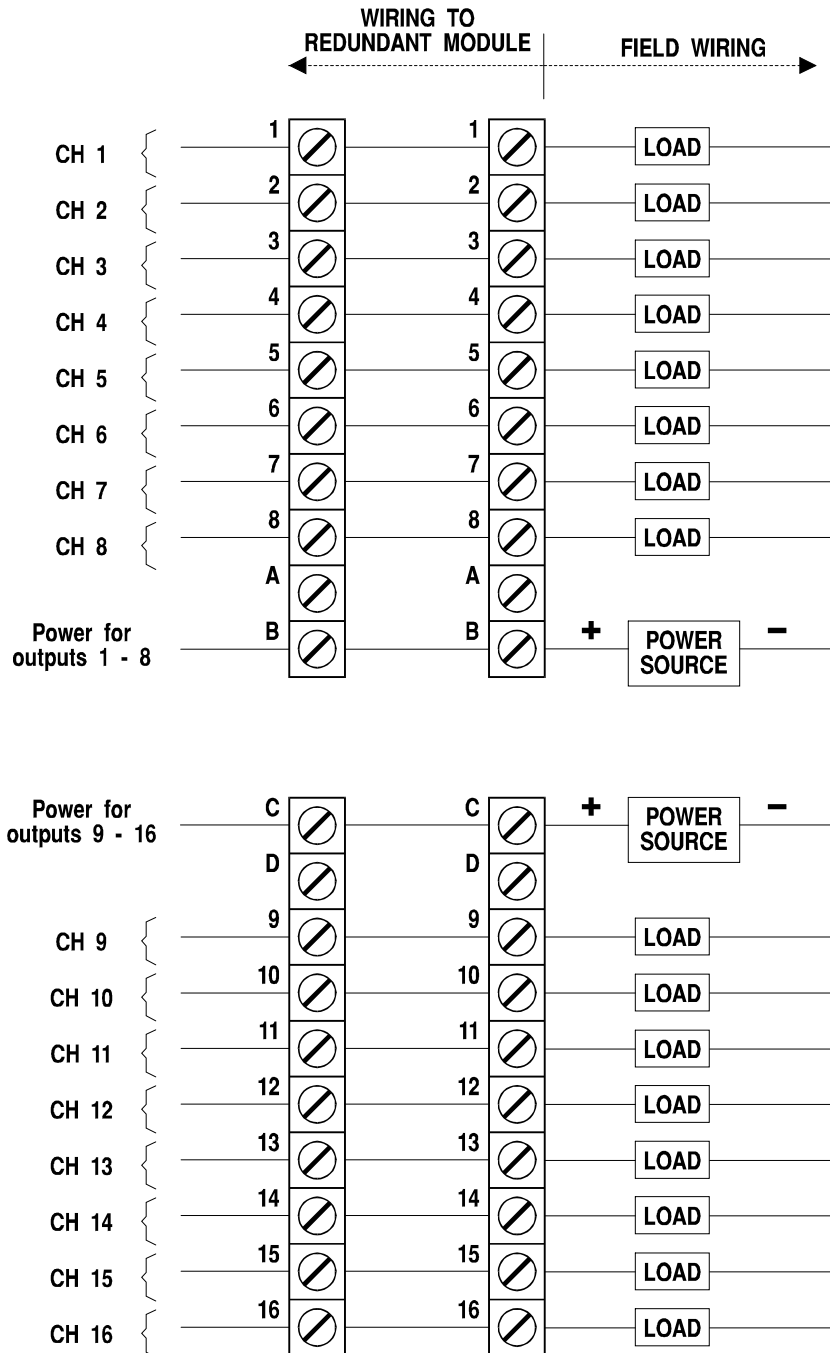 WIRING TO
REDUNDANT MODULE
FIELD WIRING
CH 1 1 1 LOAD
CH 2 2 2 LOAD
CH 3 3 3 LOAD
CH 4 4 4 LOAD
CH 5 5 5 LOAD
CH 6 6 6 LOAD
CH 7 7 7 LOAD
CH 8 8 8 LOAD
A A
Power for
outputs 1 - 8
B B + POWER
SOURCE -
Power for
outputs 9 - 16
C C + POWER
SOURCE -
D D
CH 9 9 9 LOAD
CH 10 10 10 LOAD
CH 11 11 11 LOAD
CH 12 12 12 LOAD
CH 13 13 13 LOAD
CH 14 14 14 LOAD
CH 15 15 15 LOAD
CH 16 16 16 LOAD